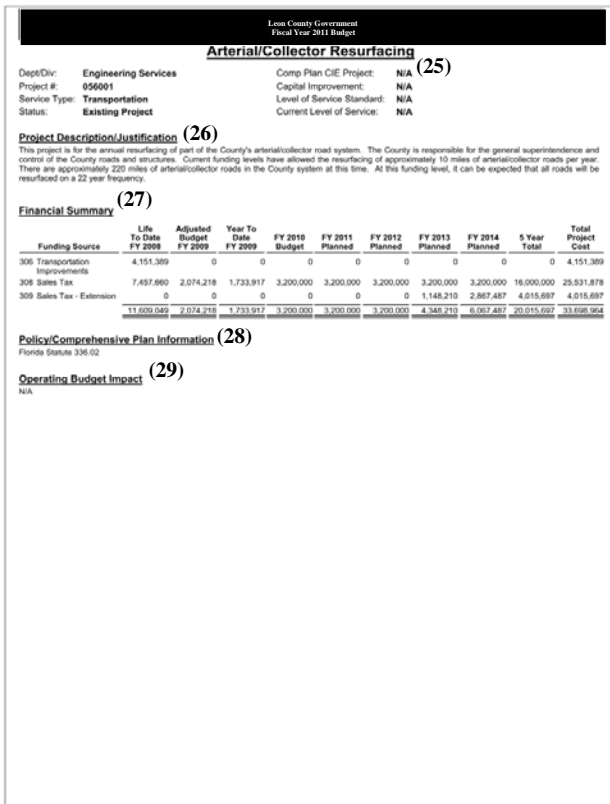 Leon County Government
Fiscal Year 2011 Budget
Arterial/Collector Resurfacing
Dept/Div: Engineering Services Comp Plan CIE Project: N/A (25)
Project #: 056001 Capital Improvement: N/A
Service Type: Transportation Level of Service Standard: N/A
Status: Existing Project Current Level of Service: N/A
Project Description/Justification (26)
This project is for the annual resurfacing of part of the County's arterial/collector road system. The County is responsible for the general superintendence and
control of the County roads and structures. Current funding levels have allowed the resurfacing of approximately 10 miles of arterial/collector roads per year.
There are approximately 220 miles of arterial/collector roads in the County system at this time. At this funding level, it can be expected that all roads will be
resurfaced on a 22 year frequency.
Financial Summary (27)
Funding Source Life To Date FY 2008 Adjusted Budget FY 2009 Year To Date FY 2009 FY 2010 Budget FY 2011 Planned FY 2012 Planned FY 2013 Planned FY 2014 Planned 5 Year Total Total Project Cost
306 Transportation Improvements 4,151,389 0 0 0 0 0 0 0 0 4,151,389
308 Sales Tax 7,457,660 2,074,218 1,733,917 3,200,000 3,200,000 3,200,000 3,200,000 3,200,000 16,000,000 25,531,878
309 Sales Tax - Extension 0 0 0 0 0 0 1,148,210 2,867,487 4,015,697 4,015,697
11,609,049 2,074,218 1,733,917 3,200,000 3,200,000 3,200,000 4,348,210 6,067,487 20,015,697 33,698,964
Policy/Comprehensive Plan Information (28)
Florida Statute 336.02
Operating Budget Impact (29)
N/A